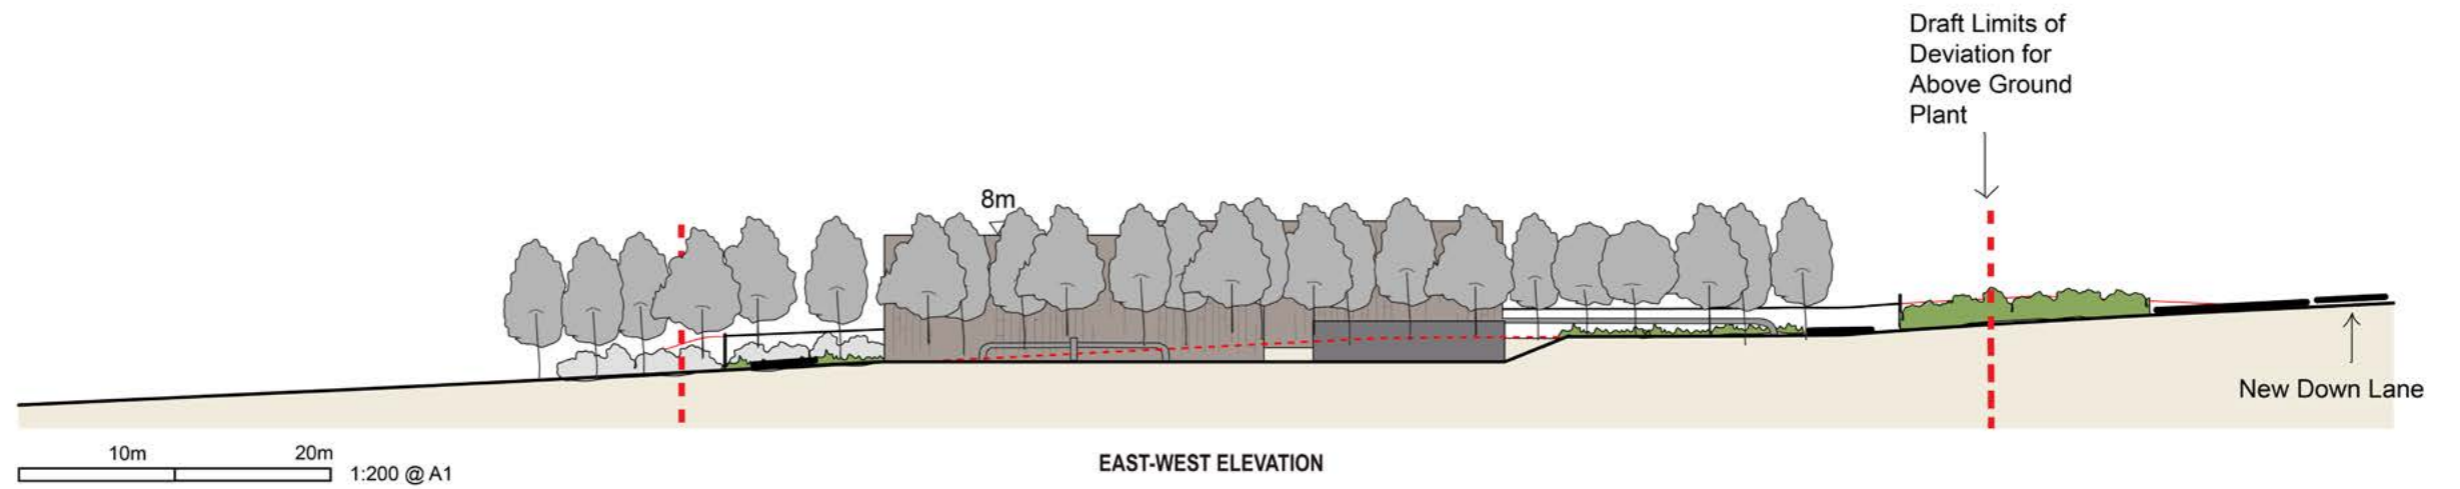 Draft Limits of
Deviation for
Above Ground
Plant
8m
New Down Lane
10m 20m
1:200 @ A1
EAST-WEST ELEVATION